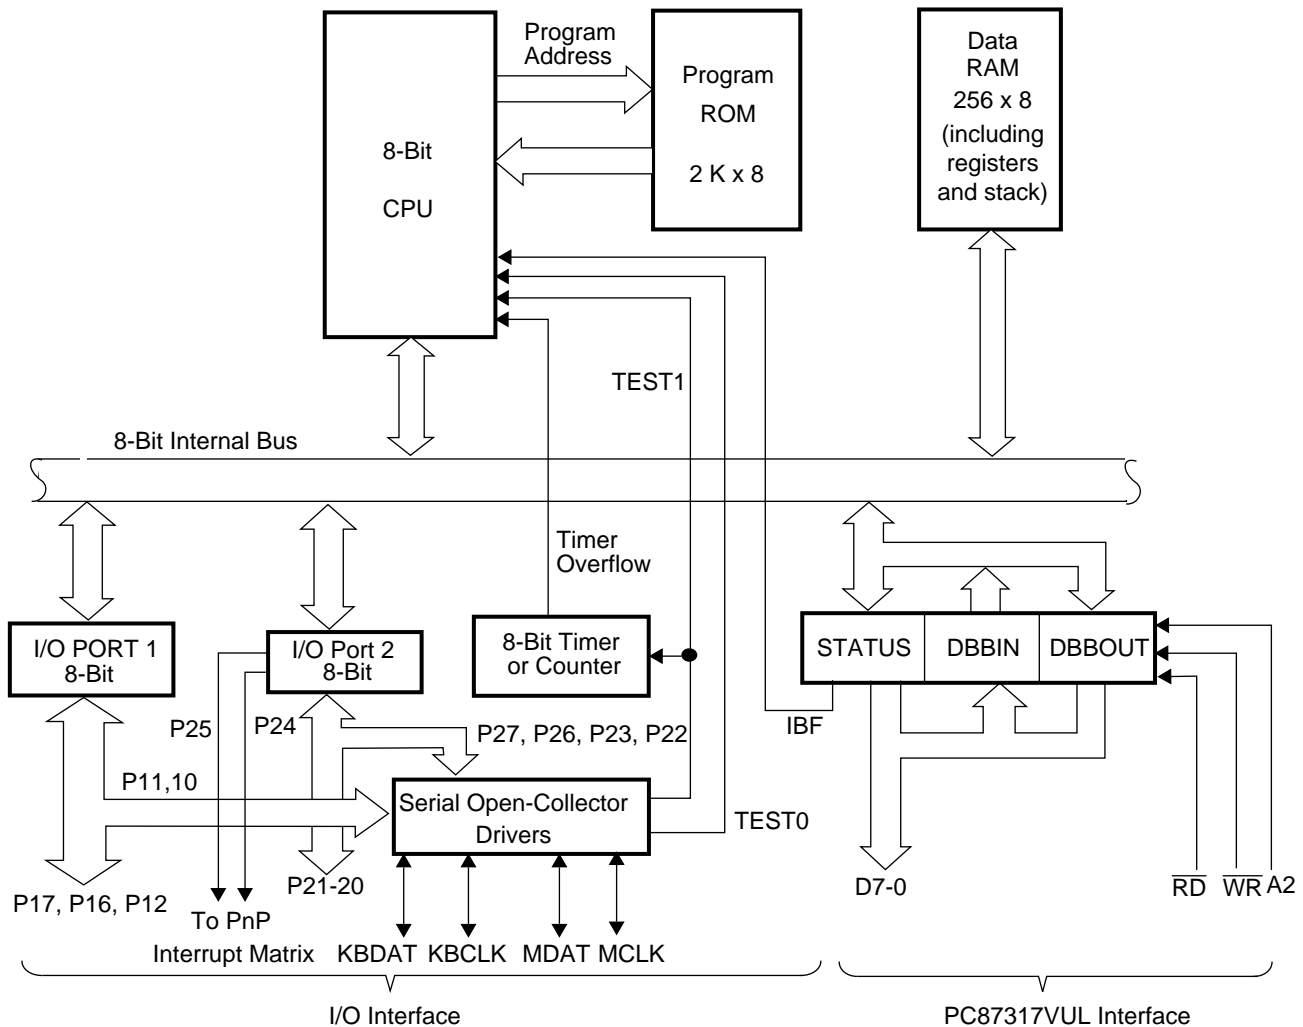 Program
Address
Program
ROM
2 K x 8
Data
RAM
256 x 8
(including
registers
and stack)
8-Bit
CPU
TEST1
8-Bit Internal Bus
Timer
Overflow
I/O PORT 1
8-Bit
I/O Port 2
8-Bit
8-Bit Timer
or Counter
STATUS
DBBIN
DBBOUT
P25
P24
P27, P26, P23, P22
IBF
P11,10
Serial Open-Collector
Drivers
TEST0
P17, P16, P12
P21-20
D7-0
RD
WR
A2
To PnP
Interrupt Matrix
KBDAT
KBCLK
MDAT
MCLK
I/O Interface
PC87317VUL Interface